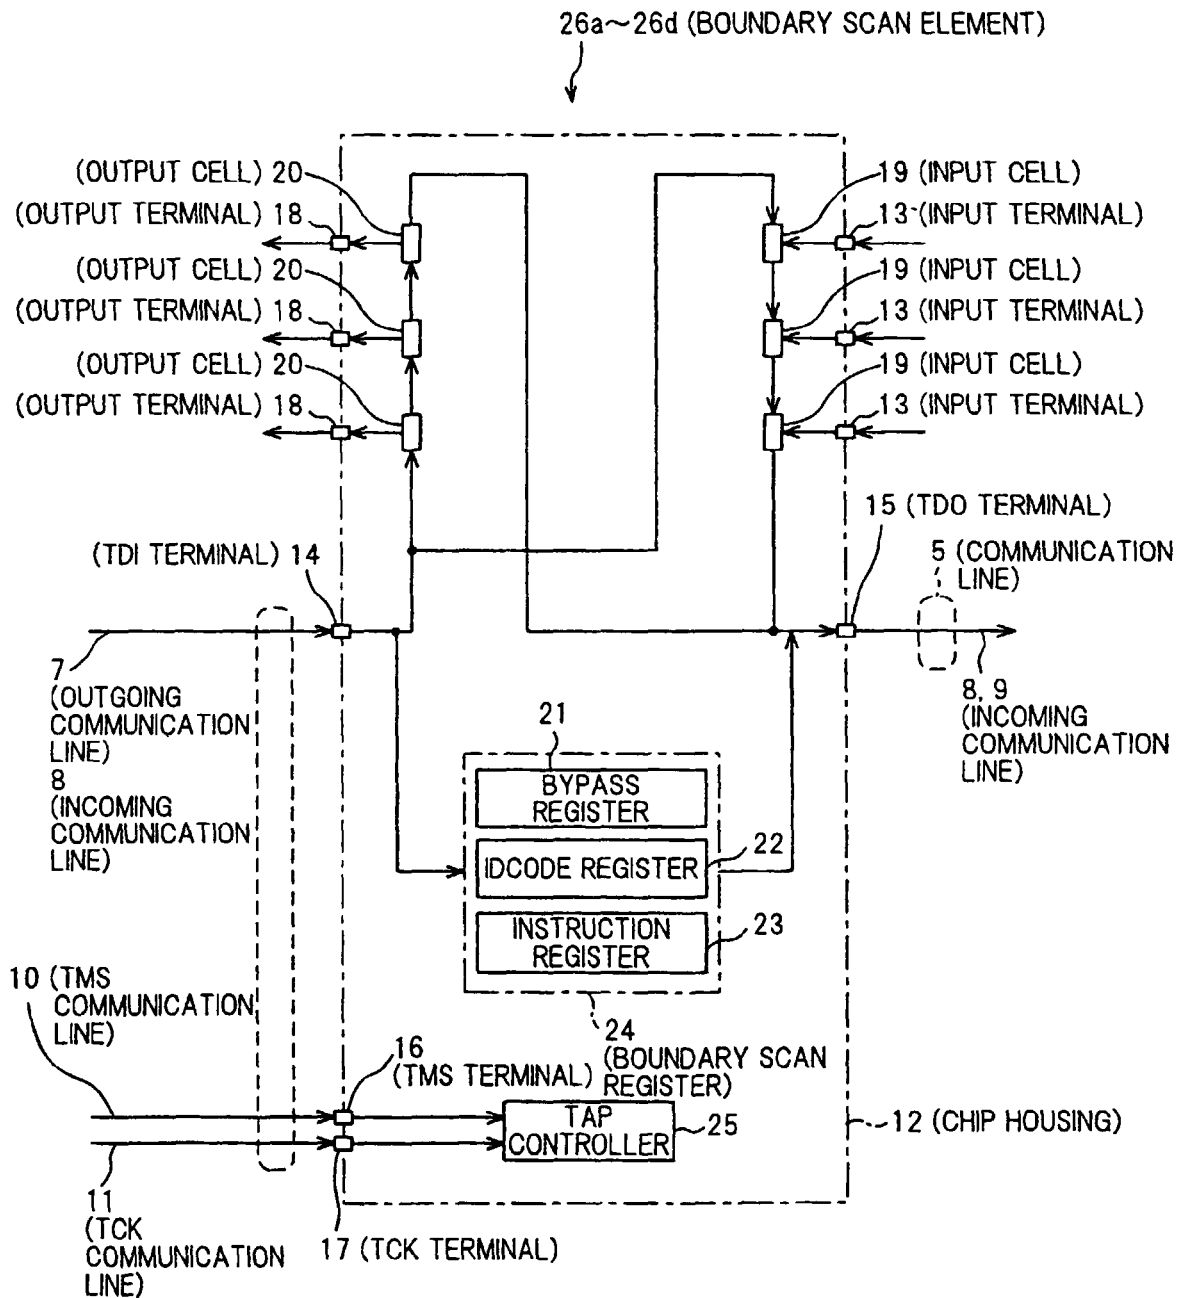 26a～26d (BOUNDARY SCAN ELEMENT)
(OUTPUT CELL) 20
19 (INPUT CELL)
(OUTPUT TERMINAL) 18
13 (INPUT TERMINAL)
(OUTPUT CELL) 20
19 (INPUT CELL)
(OUTPUT TERMINAL) 18
13 (INPUT TERMINAL)
(OUTPUT CELL) 20
19 (INPUT CELL)
(OUTPUT TERMINAL) 18
13 (INPUT TERMINAL)
15 (TDO TERMINAL)
(TDI TERMINAL) 14
5 (COMMUNICATION
LINE)
7
(OUTGOING
COMMUNICATION
LINE)
8
(INCOMING
COMMUNICATION
LINE)
8, 9
(INCOMING
COMMUNICATION
LINE)
21
BYPASS
REGISTER
IDCODE REGISTER
22
INSTRUCTION
REGISTER
23
24
(BOUNDARY SCAN
REGISTER)
10 (TMS
COMMUNICATION
LINE)
16
(TMS TERMINAL)
TAP
CONTROLLER
25
12 (CHIP HOUSING)
11
(TCK
COMMUNICATION
LINE)
17 (TCK TERMINAL)